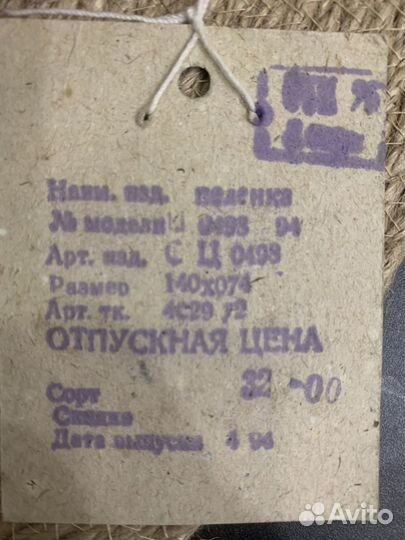 Наим. изд. пеленка
№ модели 0498 94
Арт. изд. С Ц 0498
Размер 140х074
Арт. тк. 4с29 г2
ОТПУСКНАЯ ЦЕНА
32-00
Сорт
Скидка
Дата выпуска 4 94
Avito